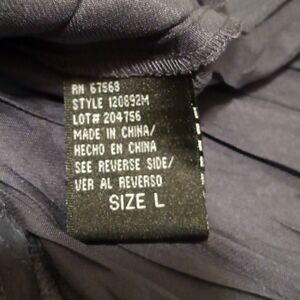 RN 67563
STYLE 120892M
LOT# 204756
MADE IN CHINA/
HECHO EN CHINA
SEE REVERSE SIDE/
VER AL REVERSO
SIZE L